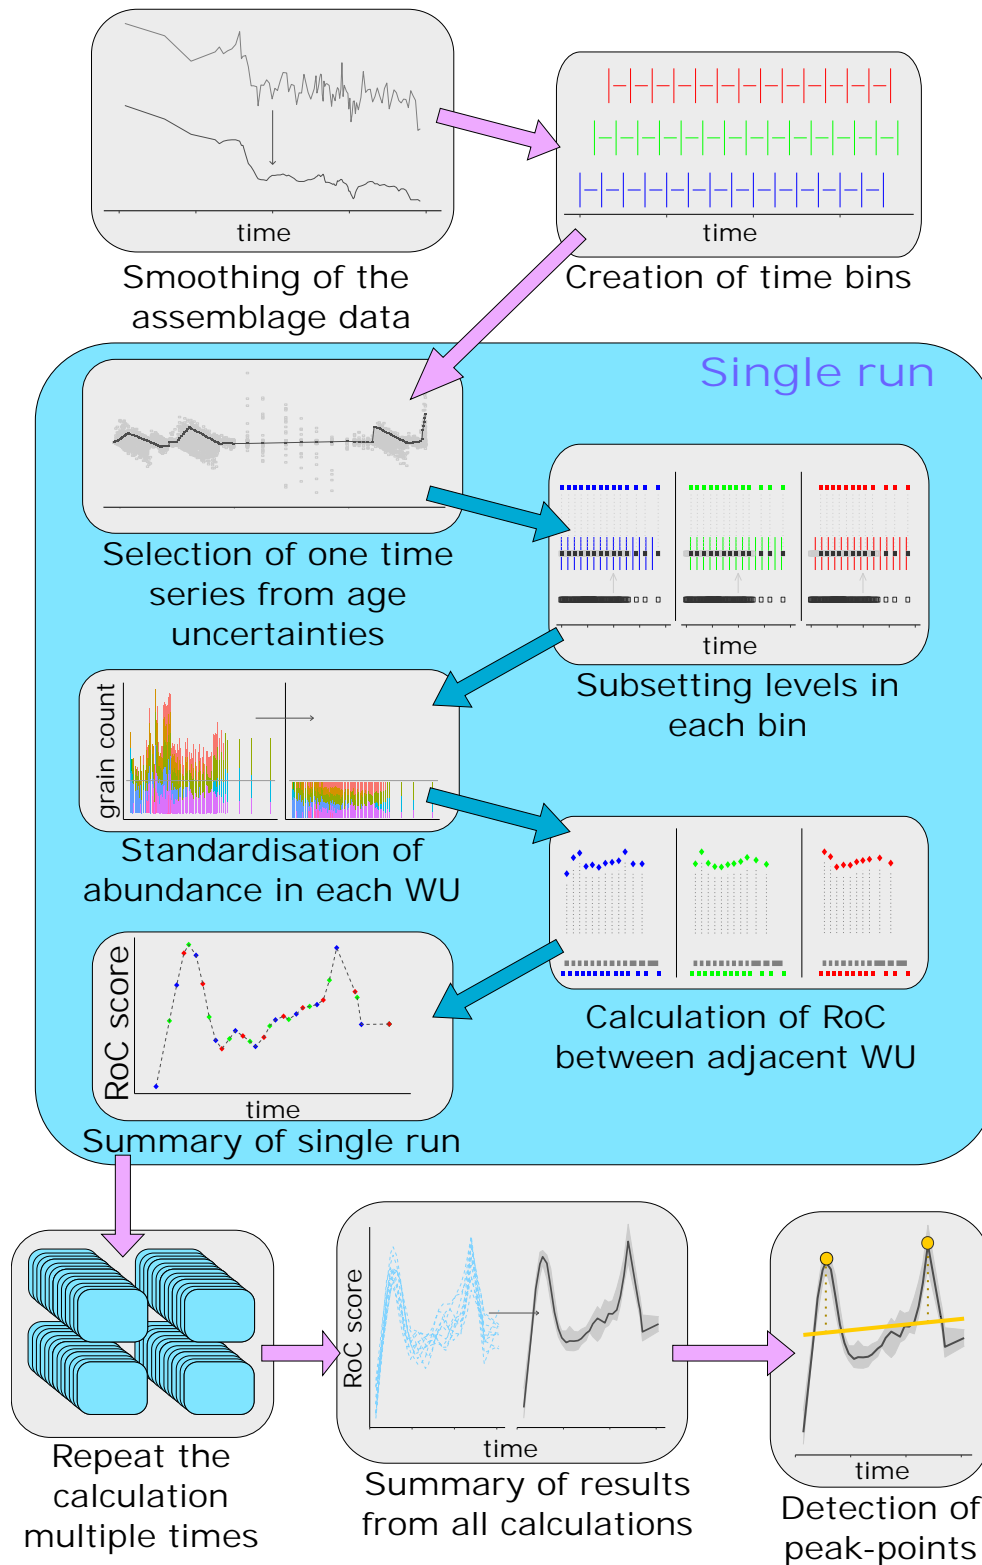 time
Smoothing of the
assemblage data
time
Creation of time bins
Single run
Selection of one time
series from age
uncertainties
time
Subsetting levels in
each bin
grain count
Standardisation of
abundance in each WU
Calculation of RoC
between adjacent WU
RoC score
time
Summary of single run
Repeat the
calculation
multiple times
RoC score
time
Summary of results
from all calculations
time
Detection of
peak-points